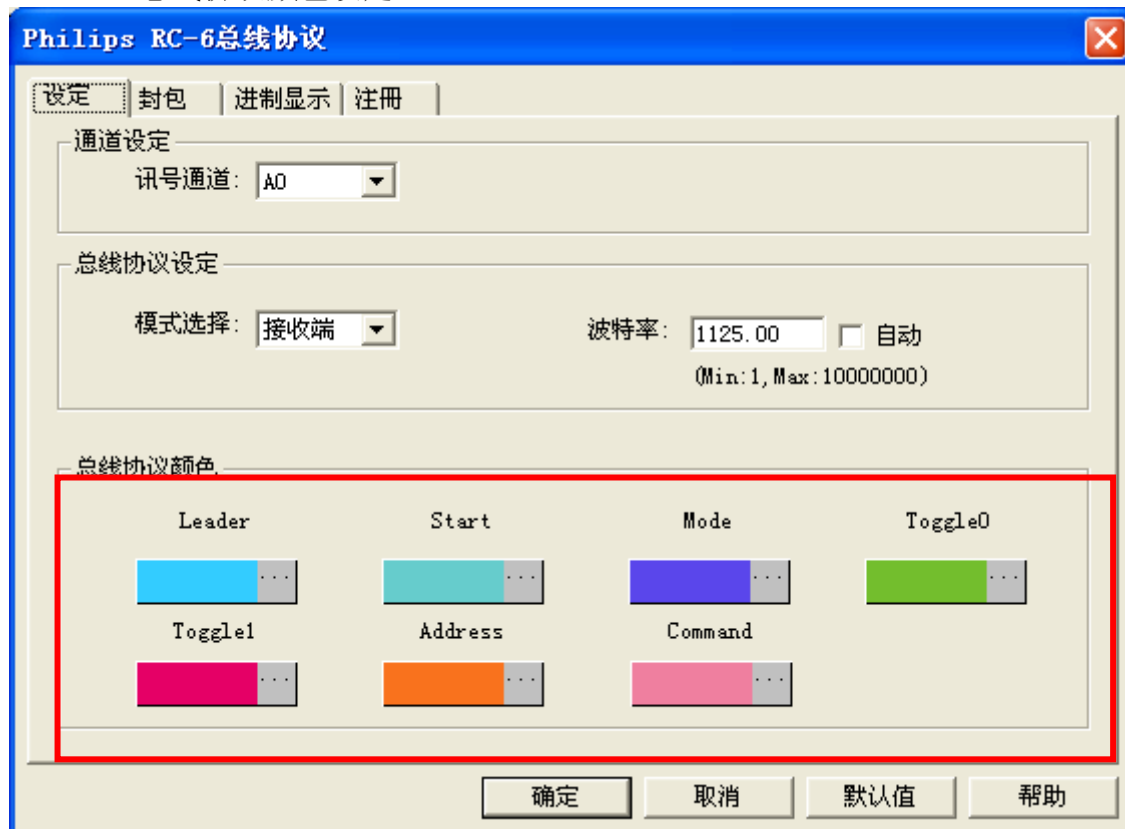 Philips RC-6总线协议
设定 封包 进制显示 注冊
通道设定
讯号通道: A0
总线协议设定
模式选择: 接收端 波特率: 1125.00 自动
(Min:1,Max:10000000)
总线协议颜色
Leader Start Mode Toggle0
... ... ... ...
Toggle1 Address Command
... ... ...
确定 取消 默认值 帮助